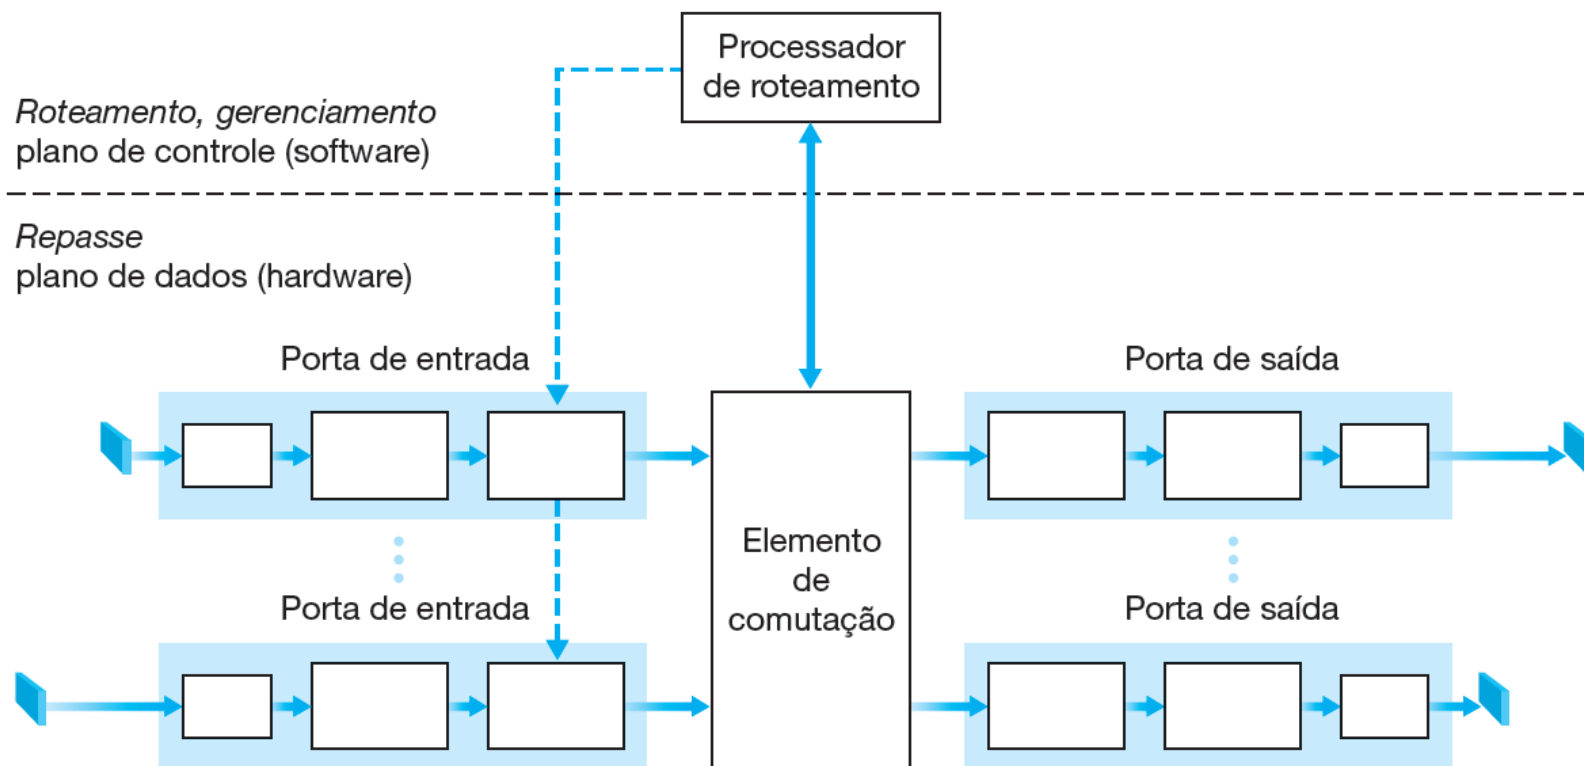 Processador
de roteamento
Roteamento, gerenciamento
plano de controle (software)
Repasse
plano de dados (hardware)
Porta de entrada
Porta de saída
Elemento
de
comutação
Porta de entrada
Porta de saída